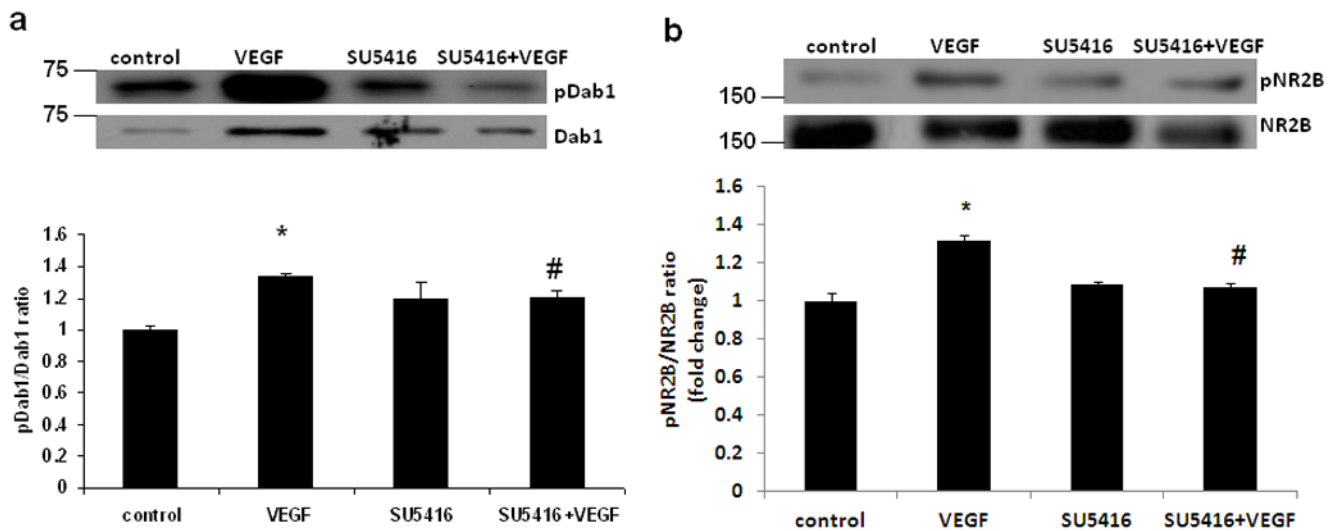 a
control VEGF SU5416 SU5416+VEGF
75
pDab1
75
Dab1
pDab1/Dab1 ratio
1.6
*
1.4
#
1.2
1
0.8
0.6
0.4
0.2
0
control VEGF SU5416 SU5416+VEGF
b
control VEGF SU5416 SU5416+VEGF
pNR2B
150
NR2B
150
pNR2B/NR2B ratio
(fold change)
1.6
*
1.4
#
1.2
1
0.8
0.6
0.4
0.2
0
control VEGF SU5416 SU5416+VEGF